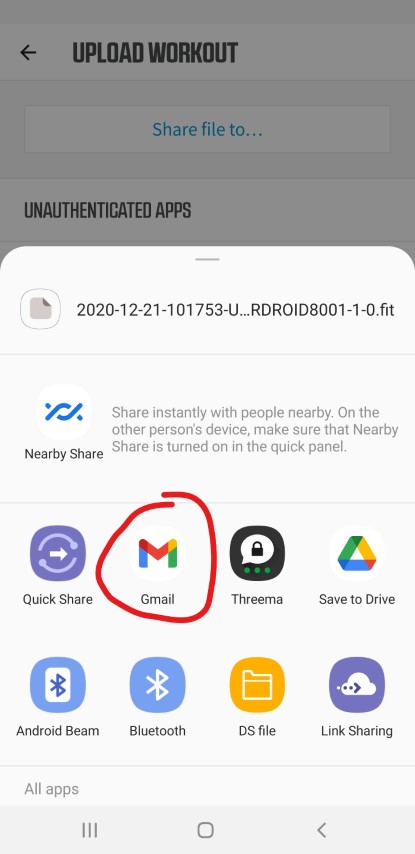 UPLOAD WORKOUT
Share file to...
UNAUTHENTICATED APPS
2020-12-21-101753-U...RDROID8001-1-0.fit
Share instantly with people nearby. On the
other person's device, make sure that Nearby
Share is turned on in the quick panel.
Nearby Share
Quick Share
Gmail
Threema
Save to Drive
Android Beam
Bluetooth
DS file
Link Sharing
All apps